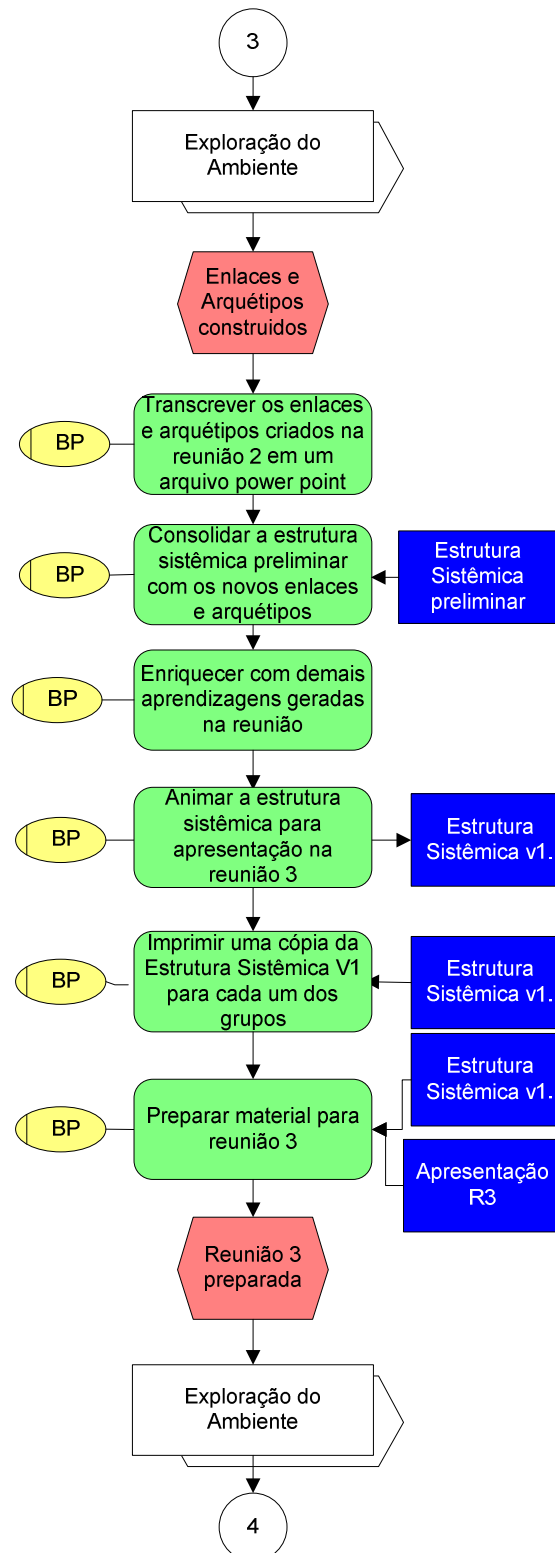 3
Exploração do
Ambiente
Enlaces e
Arquétipos
construidos
Transcrever os enlaces
e arquétipos criados na
reunião 2 em um
arquivo power point
BP
Consolidar a estrutura
sistêmica preliminar
com os novos enlaces
e arquétipos
BP
Estrutura
Sistêmica
preliminar
Enriquecer com demais
aprendizagens geradas
na reunião
BP
Animar a estrutura
sistêmica para
apresentação na
reunião 3
BP
Estrutura
Sistêmica v1.
Imprimir uma cópia da
Estrutura Sistêmica V1
para cada um dos
grupos
BP
Estrutura
Sistêmica v1.
Estrutura
Sistêmica v1.
Preparar material para
reunião 3
BP
Apresentação
R3
Reunião 3
preparada
Exploração do
Ambiente
4